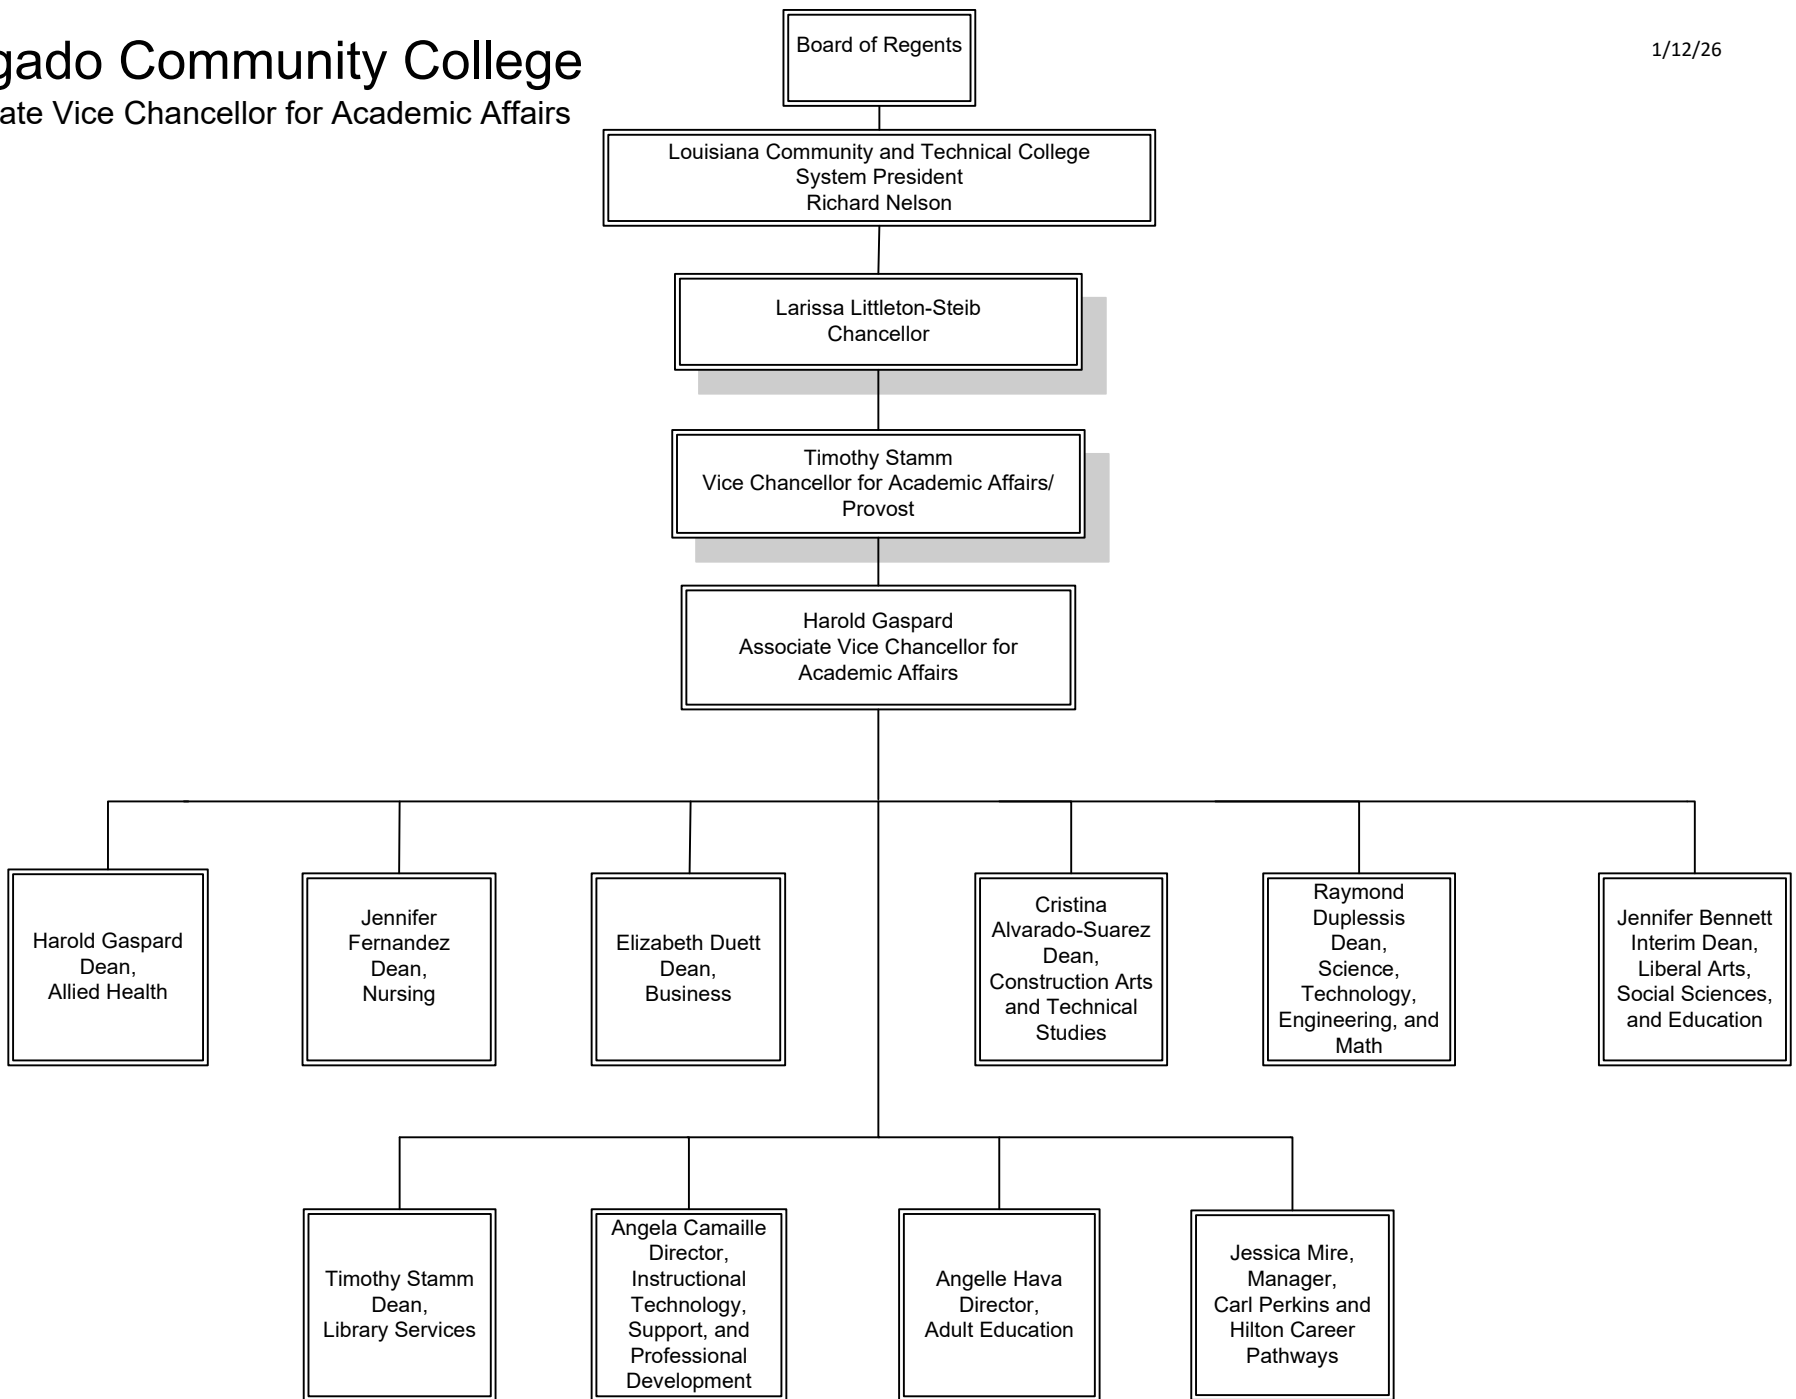 gado Community College
ate Vice Chancellor for Academic Affairs
1/12/26
Board of Regents
Louisiana Community and Technical College
System President
Richard Nelson
Larissa Littleton-Steib
Chancellor
Timothy Stamm
Vice Chancellor for Academic Affairs/
Provost
Harold Gaspard
Associate Vice Chancellor for
Academic Affairs
Harold Gaspard
Dean,
Allied Health
Jennifer
Fernandez
Dean,
Nursing
Elizabeth Duett
Dean,
Business
Cristina
Alvarado-Suarez
Dean,
Construction Arts
and Technical
Studies
Raymond
Duplessis
Dean,
Science,
Technology,
Engineering, and
Math
Jennifer Bennett
Interim Dean,
Liberal Arts,
Social Sciences,
and Education
Timothy Stamm
Dean,
Library Services
Angela Camaille
Director,
Instructional
Technology,
Support, and
Professional
Development
Angelle Hava
Director,
Adult Education
Jessica Mire,
Manager,
Carl Perkins and
Hilton Career
Pathways